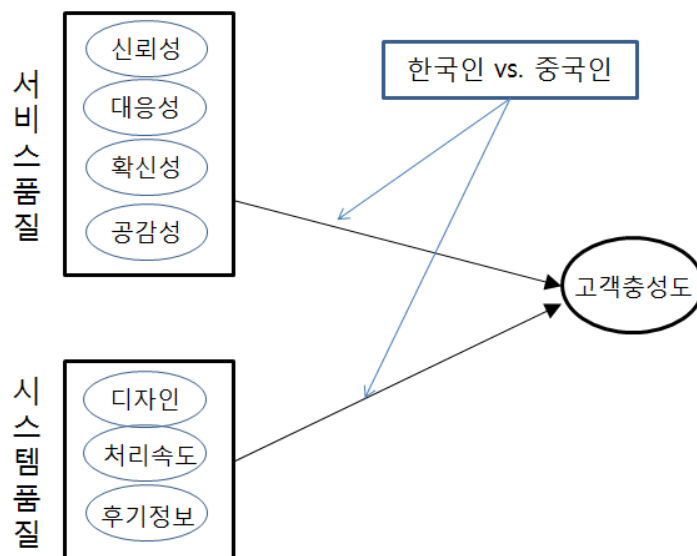 서비스품질
신뢰성
대응성
확신성
공감성
한국인 vs. 중국인
고객충성도
시스템품질
디자인
처리속도
후기정보